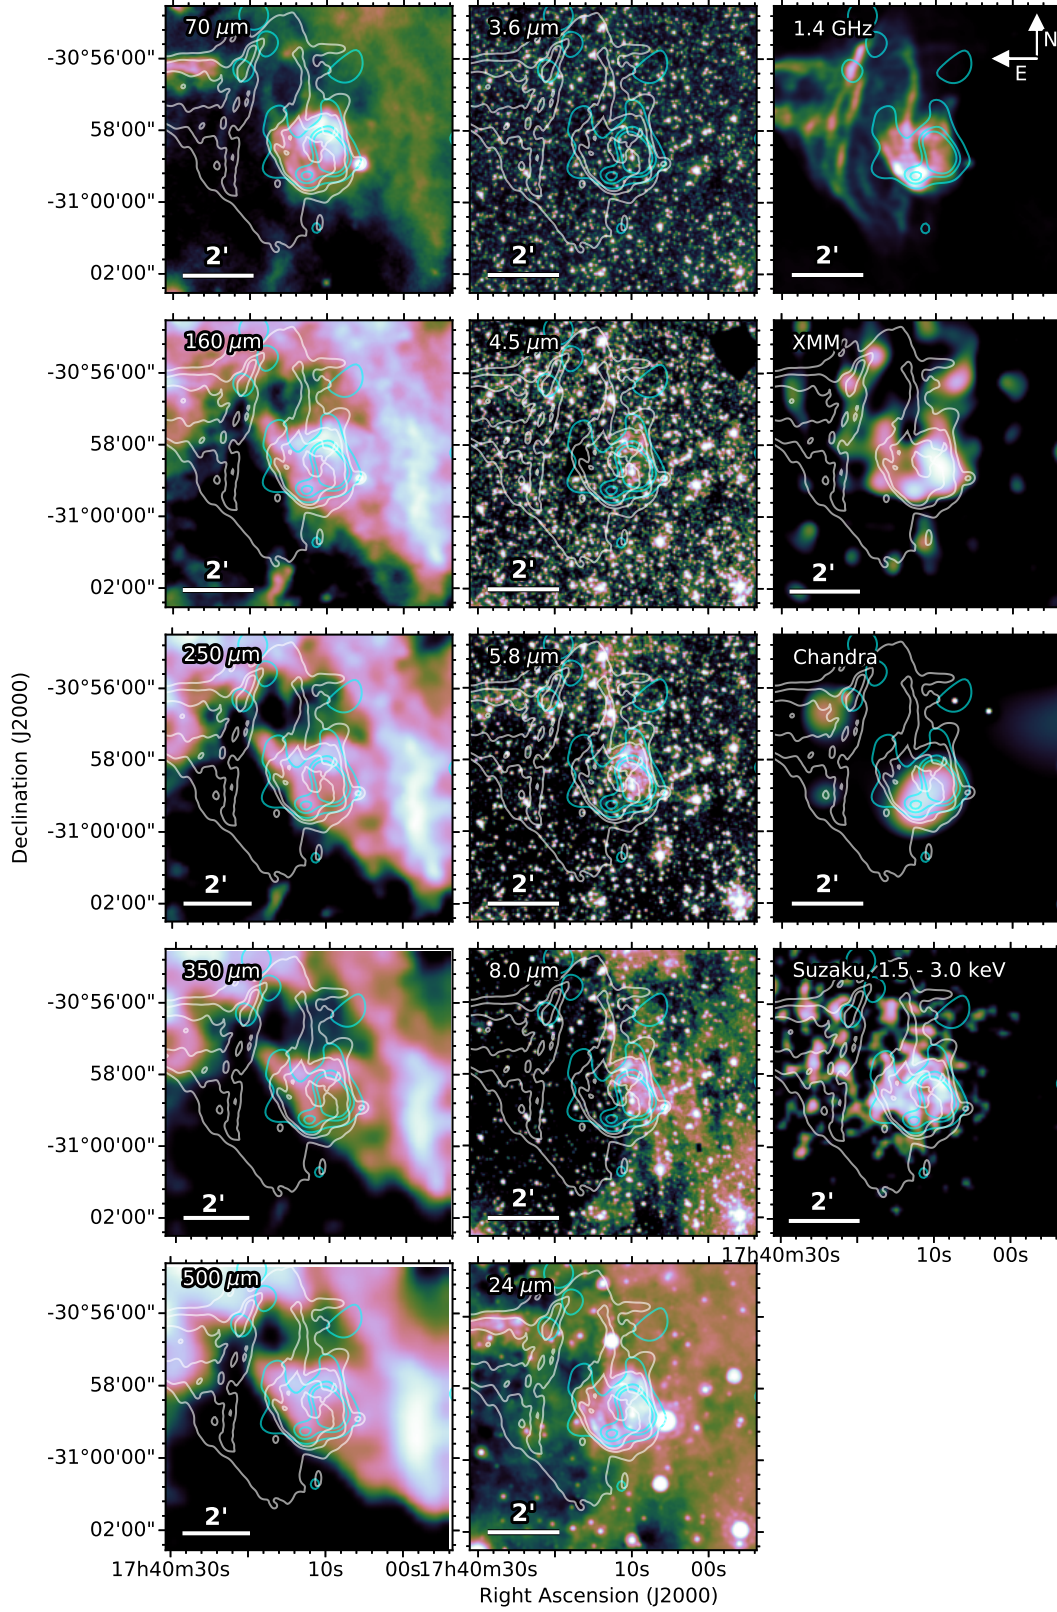 70 μm
3.6 μm
1.4 GHz
N
E
-30°56'00"
58'00"
-31°00'00"
02'00"
2'
2'
2'
160 μm
4.5 μm
XMM
-30°56'00"
58'00"
-31°00'00"
02'00"
2'
2'
2'
250 μm
5.8 μm
Chandra
-30°56'00"
58'00"
-31°00'00"
02'00"
2'
2'
2'
Declination (J2000)
350 μm
8.0 μm
Suzaku, 1.5 - 3.0 keV
-30°56'00"
58'00"
-31°00'00"
02'00"
2'
2'
2'
17h40m30s
10s
00s
500 μm
24 μm
-30°56'00"
58'00"
-31°00'00"
02'00"
2'
2'
17h40m30s
10s
00s
17h40m30s
10s
00s
Right Ascension (J2000)